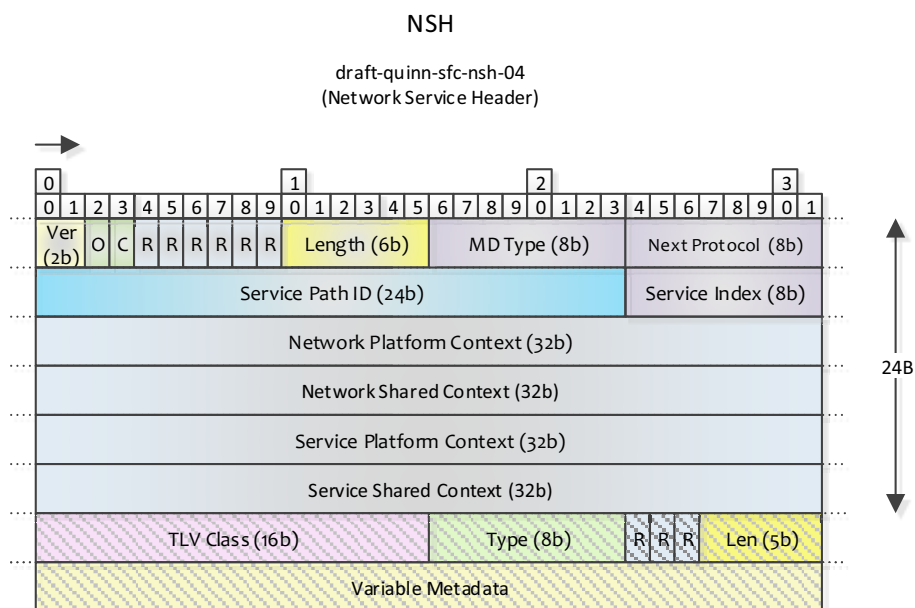 NSH
draft-quinn-sfc-nsh-04
(Network Service Header)
0 1 2 3
0 1 2 3 4 5 6 7 8 9 0 1 2 3 4 5 6 7 8 9 0 1 2 3 4 5 6 7 8 9 0 1
Ver (2b) O C R R R R R R Length (6b) MD Type (8b) Next Protocol (8b)
Service Path ID (24b) Service Index (8b)
Network Platform Context (32b)
24B
Network Shared Context (32b)
Service Platform Context (32b)
Service Shared Context (32b)
TLV Class (16b) Type (8b) R R R Len (5b)
Variable Metadata